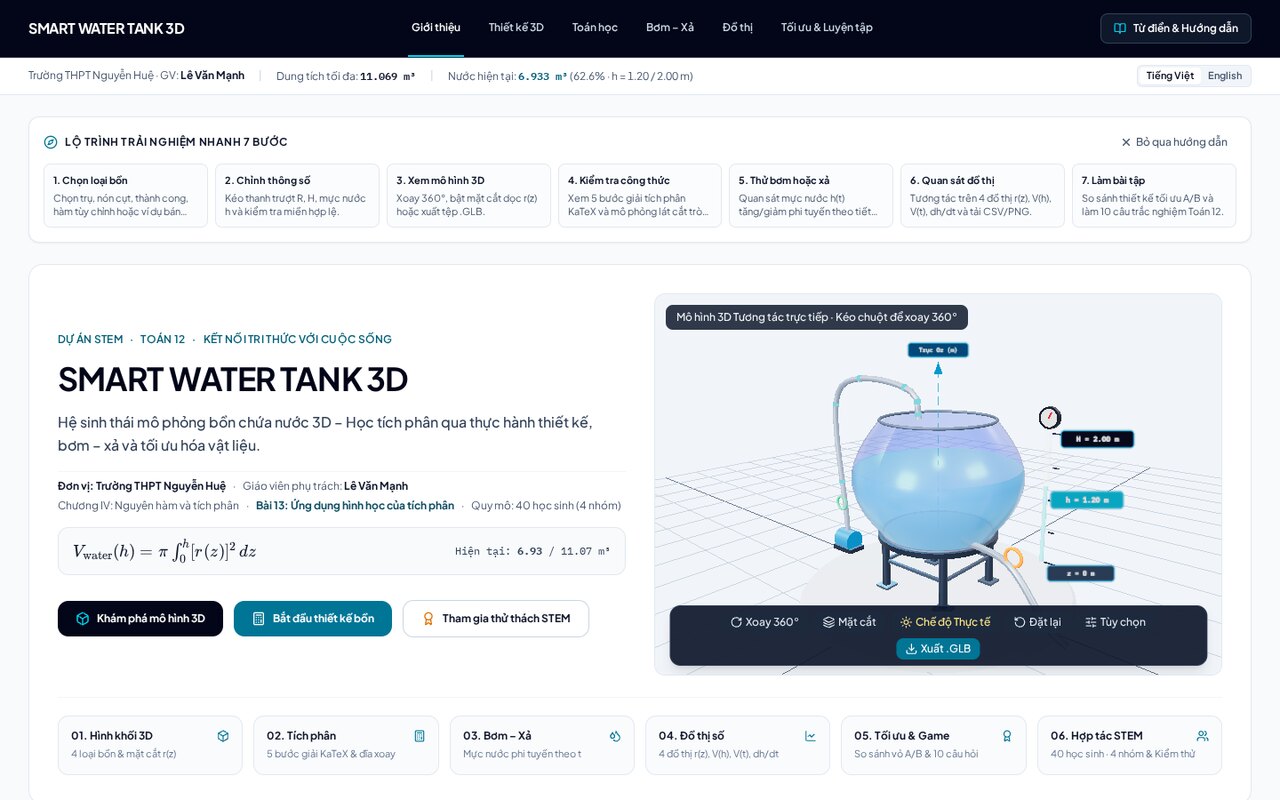 SMART WATER TANK 3D
Giới thiệu
Thiết kế 3D
Toán học
Bơm – Xả
Đồ thị
Tối ưu & Luyện tập
Từ điển & Hướng dẫn
Trường THPT Nguyễn Huệ · GV: Lê Văn Mạnh
Dung tích tối đa: 11.069 m³
Nước hiện tại: 6.933 m³ (62.6% · h = 1.20 / 2.00 m)
Tiếng Việt
English
LỘ TRÌNH TRẢI NGHIỆM NHANH 7 BƯỚC
Bỏ qua hướng dẫn
1. Chọn loại bồn
Chọn trụ, nón cụt, thành cong,
hàm tùy chỉnh hoặc ví dụ bán...
2. Chỉnh thông số
Kéo thanh trượt R, H, mực nước
h và kiểm tra miền hợp lệ.
3. Xem mô hình 3D
Xoay 360°, bật mặt cắt dọc r(z)
hoặc xuất tệp .GLB.
4. Kiểm tra công thức
Xem 5 bước giải tích phân
KaTeX và mô phỏng lát cắt trò...
5. Thử bơm hoặc xả
Quan sát mực nước h(t)
tăng/giảm phi tuyến theo tiết...
6. Quan sát đồ thị
Tương tác trên 4 đồ thị r(z), V(h),
V(t), dh/dt và tải CSV/PNG.
7. Làm bài tập
So sánh thiết kế tối ưu A/B và
làm 10 câu trắc nghiệm Toán 12.
DỰ ÁN STEM · TOÁN 12 · KẾT NỐI TRI THỨC VỚI CUỘC SỐNG
SMART WATER TANK 3D
Hệ sinh thái mô phỏng bồn chứa nước 3D – Học tích phân qua thực hành thiết kế,
bơm – xả và tối ưu hóa vật liệu.
Đơn vị: Trường THPT Nguyễn Huệ · Giáo viên phụ trách: Lê Văn Mạnh
Chương IV: Nguyên hàm và tích phân · Bài 13: Ứng dụng hình học của tích phân · Quy mô: 40 học sinh (4 nhóm)
V_water(h) = π ∫₀ʰ [r(z)]² dz
Hiện tại: 6.93 / 11.07 m³
Khám phá mô hình 3D
Bắt đầu thiết kế bồn
Tham gia thử thách STEM
Mô hình 3D Tương tác trực tiếp · Kéo chuột để xoay 360°
Trục Oz (m)
H = 2.00 m
h = 1.20 m
z = 0 m
Xoay 360°
Mặt cắt
Chế độ Thực tế
Đặt lại
Tùy chọn
Xuất .GLB
01. Hình khối 3D
4 loại bồn & mặt cắt r(z)
02. Tích phân
5 bước giải KaTeX & đĩa xoay
03. Bơm – Xả
Mực nước phi tuyến theo t
04. Đồ thị số
4 đồ thị r(z), V(h), V(t), dh/dt
05. Tối ưu & Game
So sánh vỏ A/B & 10 câu hỏi
06. Hợp tác STEM
40 học sinh · 4 nhóm & Kiểm thử